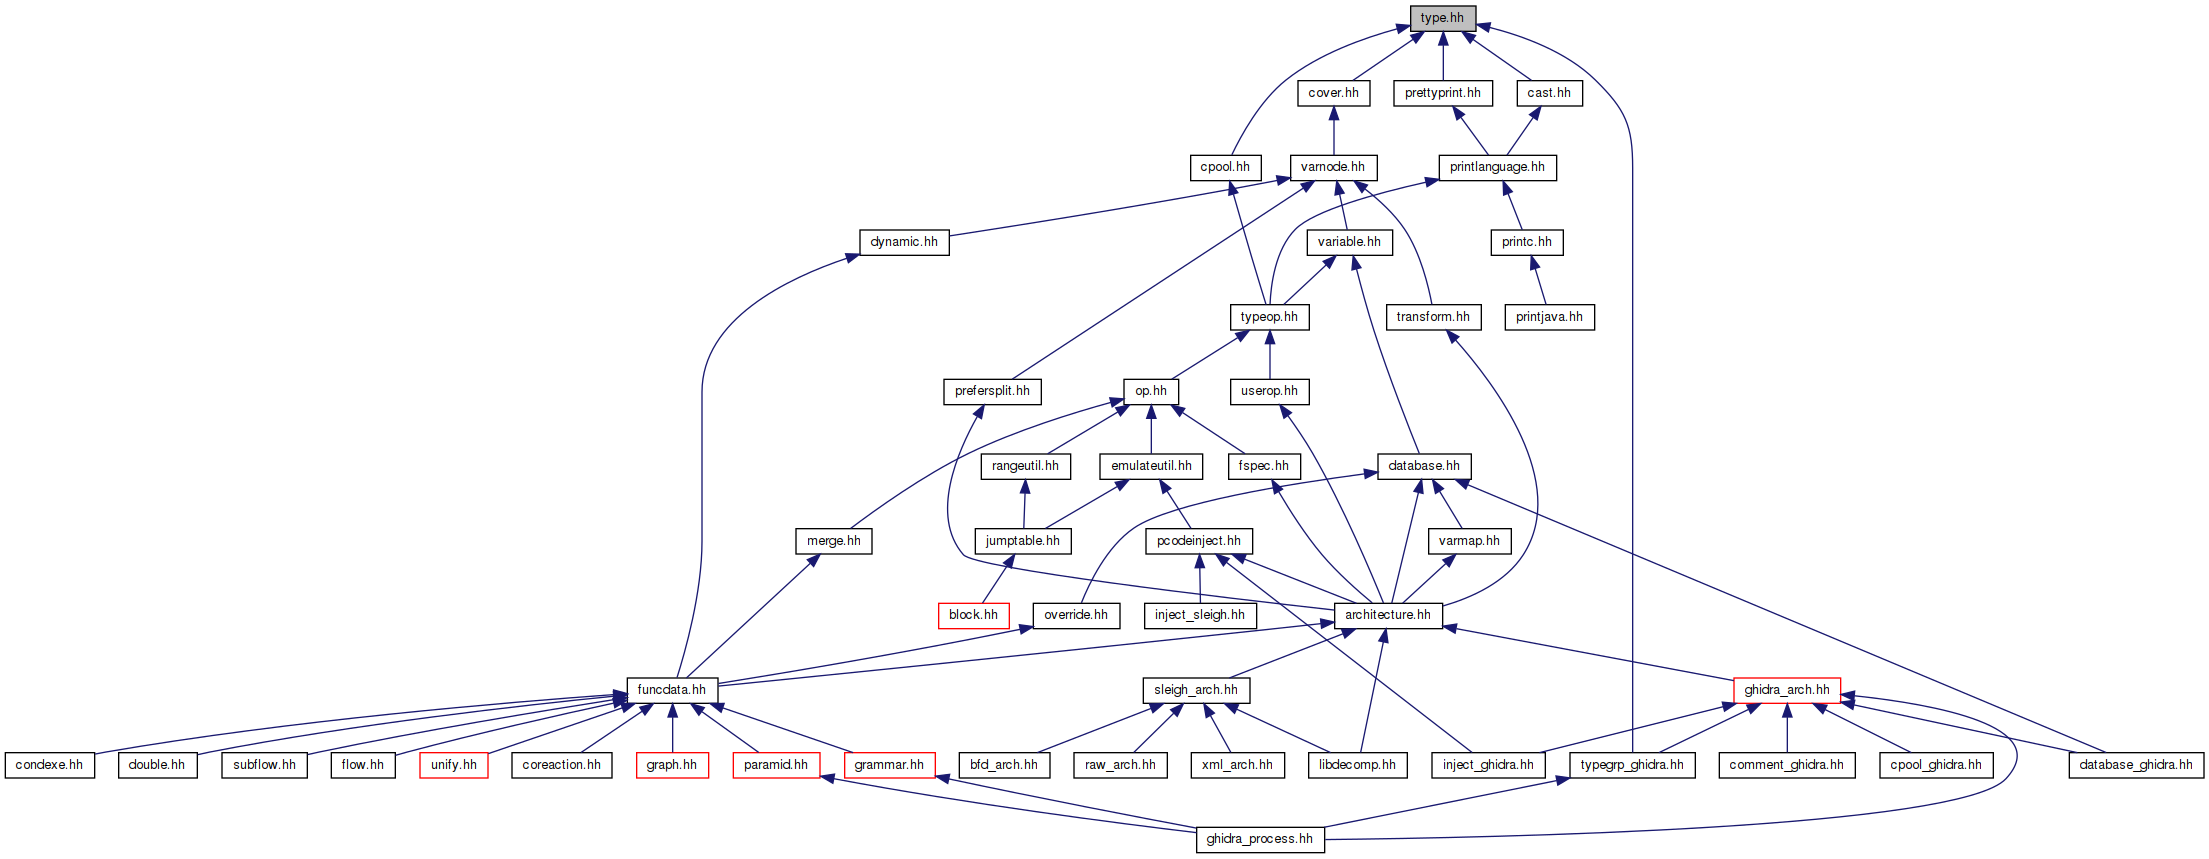 type.hh
cover.hh
prettyprint.hh
cast.hh
cpool.hh
varnode.hh
printlanguage.hh
dynamic.hh
variable.hh
printc.hh
typeop.hh
transform.hh
printjava.hh
prefersplit.hh
op.hh
userop.hh
rangeutil.hh
emulateutil.hh
fspec.hh
database.hh
merge.hh
jumptable.hh
pcodeinject.hh
varmap.hh
block.hh
override.hh
inject_sleigh.hh
architecture.hh
funcdata.hh
sleigh_arch.hh
ghidra_arch.hh
condexe.hh
double.hh
subflow.hh
flow.hh
unify.hh
coreaction.hh
graph.hh
paramid.hh
grammar.hh
bfd_arch.hh
raw_arch.hh
xml_arch.hh
libdecomp.hh
inject_ghidra.hh
typegrp_ghidra.hh
comment_ghidra.hh
cpool_ghidra.hh
database_ghidra.hh
ghidra_process.hh